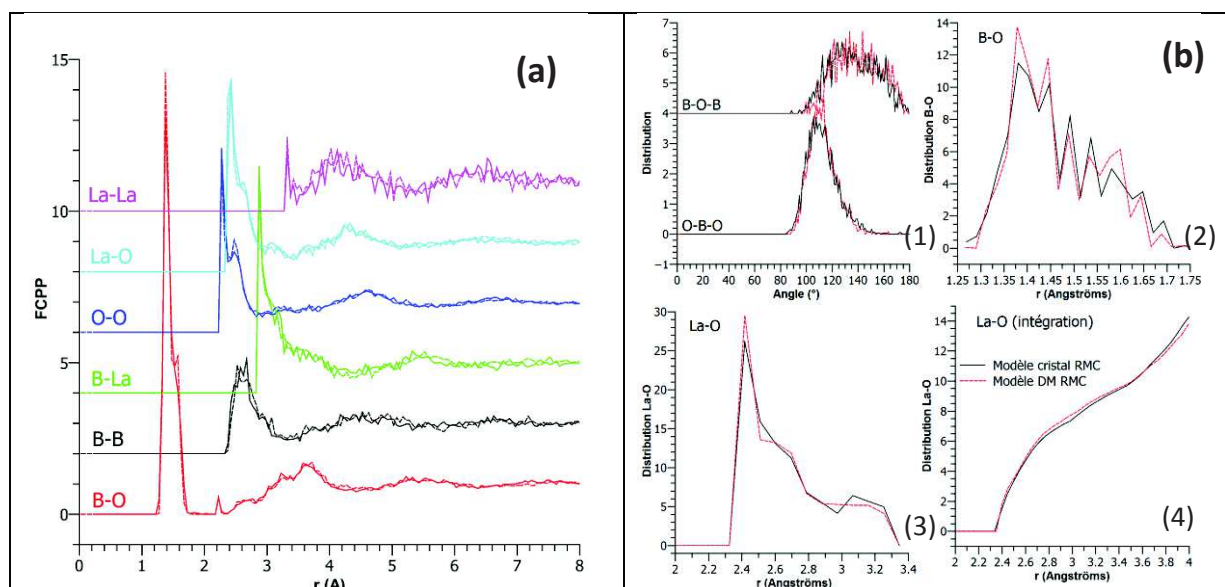 (a)
15
10
5
0
FCPP
La-La
La-O
O-O
B-La
B-B
B-O
0 1 2 3 4 5 6 7 8
r (A)
(b)
7
6
5
4
3
2
1
0
−1
Distribution
B-O-B
O-B-O
0 20 40 60 80 100 120 140 160 180
Angle (°)
(1)
B-O
14
12
10
8
6
4
2
0
Distribution B-O
1.25 1.3 1.35 1.4 1.45 1.5 1.55 1.6 1.65 1.7 1.75
r (Angströms)
(2)
La-O
30
25
20
15
10
5
0
Distribution La-O
2 2.2 2.4 2.6 2.8 3 3.2 3.4
r (Angströms)
(3)
La-O (intégration)
Modèle cristal RMC
Modèle DM RMC
14
12
10
8
6
4
2
0
Distribution La-O
2 2.2 2.4 2.6 2.8 3 3.2 3.4 3.6 3.8 4
r (Angströms)
(4)